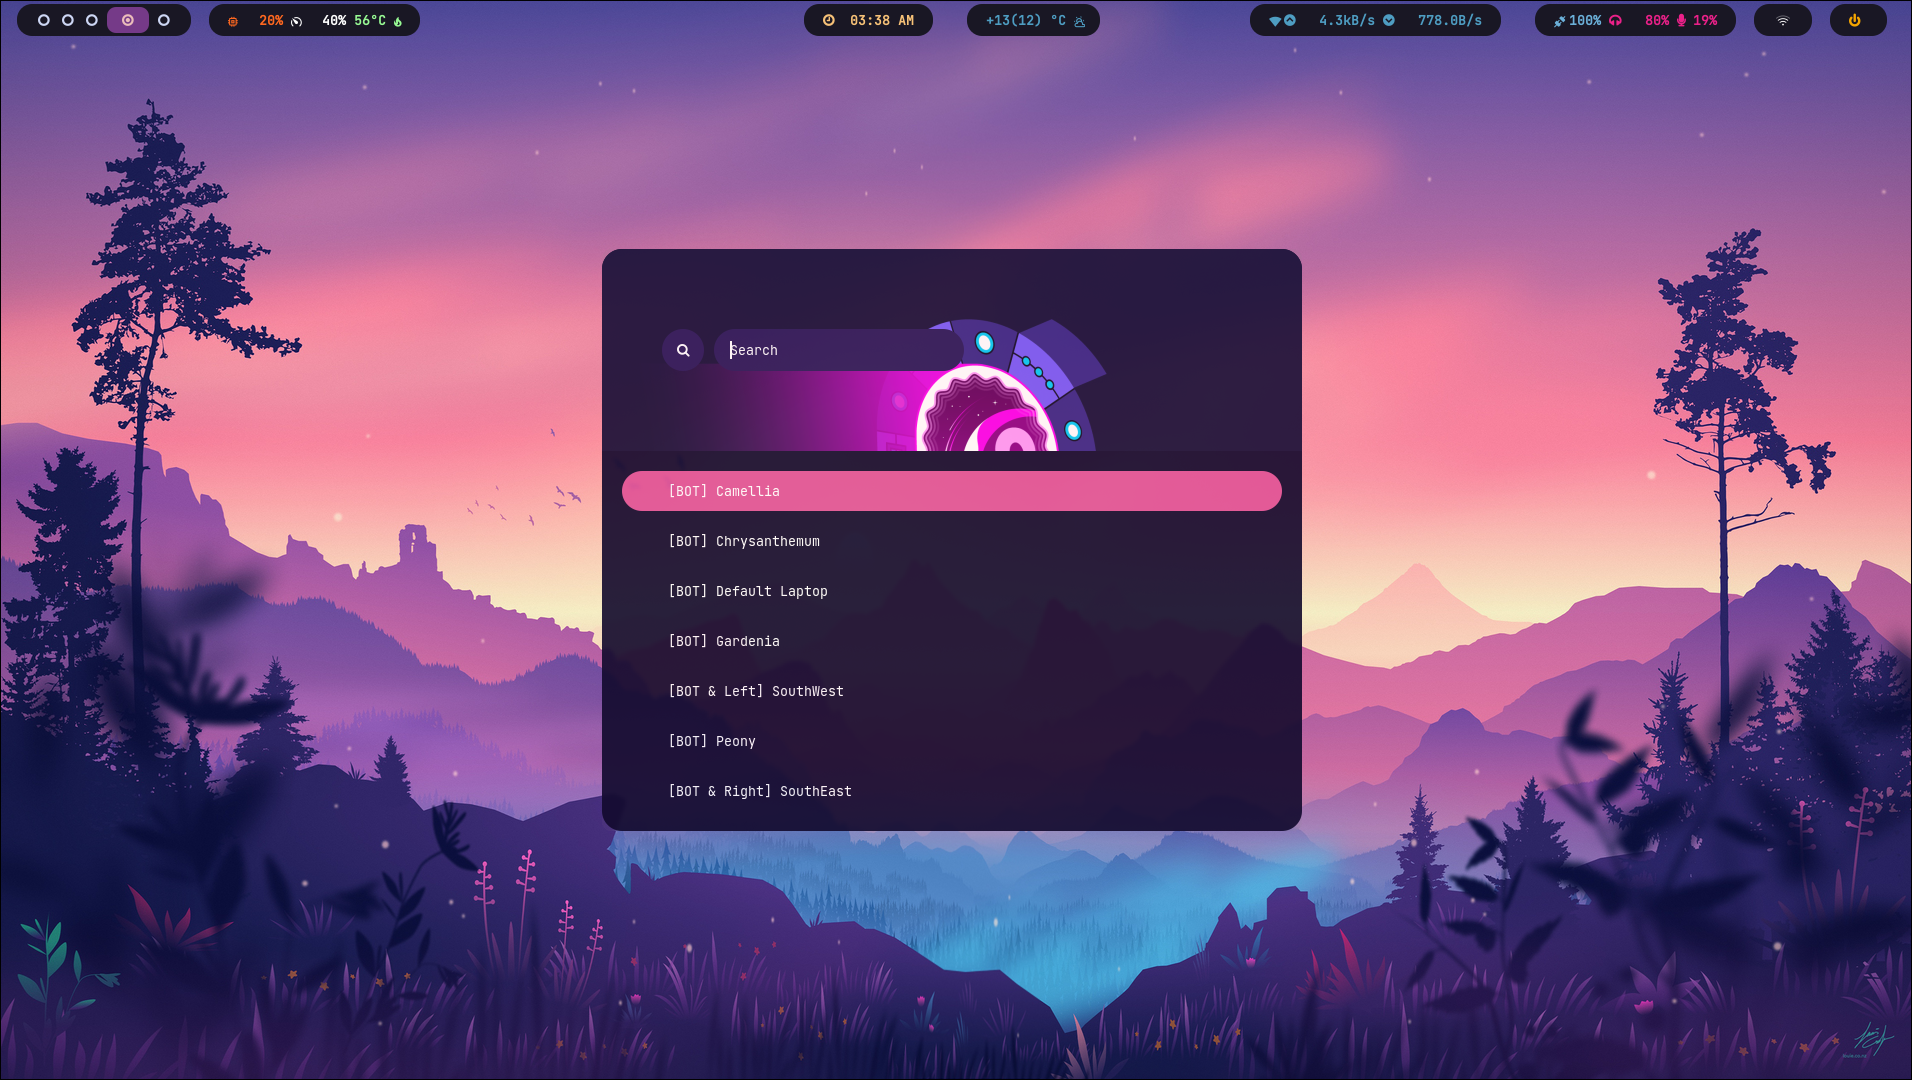 20% 40% 56°C
03:38 AM
+13(12) °C
4.3kB/s 778.0B/s
100% 80% 19%
Search
[BOT] Camellia
[BOT] Chrysanthemum
[BOT] Default Laptop
[BOT] Gardenia
[BOT & Left] SouthWest
[BOT] Peony
[BOT & Right] SouthEast